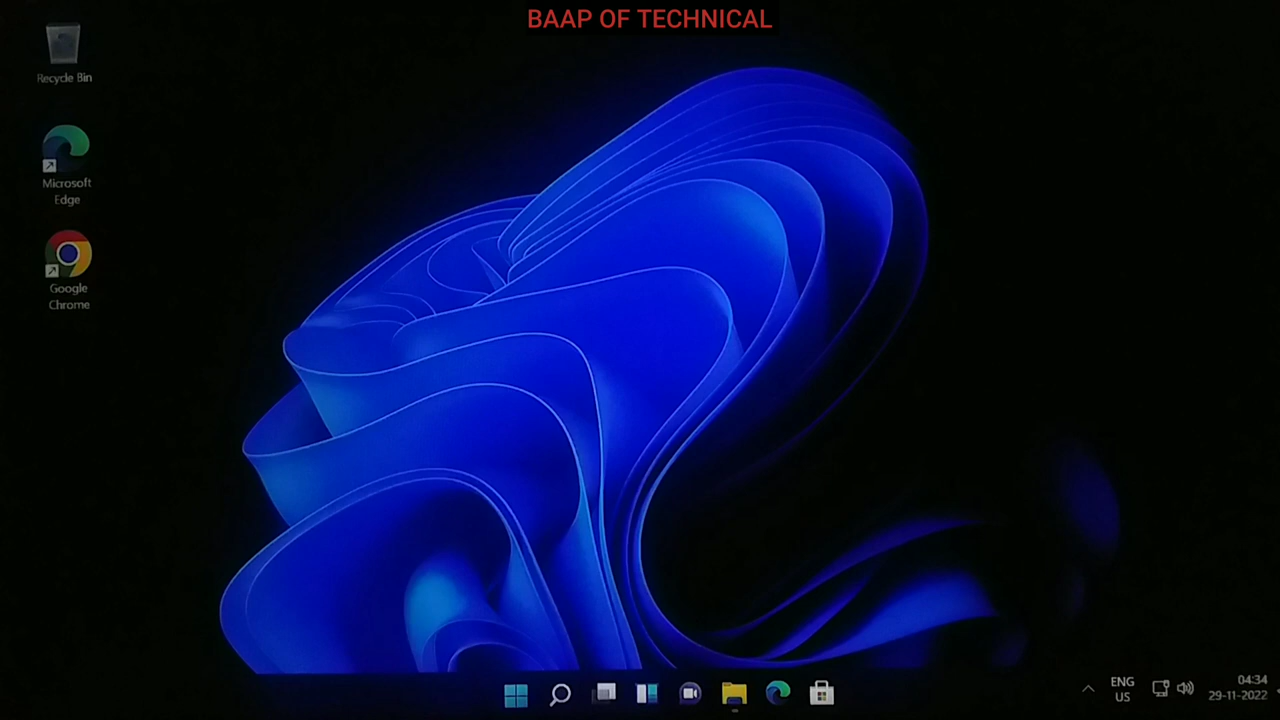 BAAP OF TECHNICAL
Recycle Bin
Microsoft
Edge
Google
Chrome
ENG
US
04:34
29-11-2022